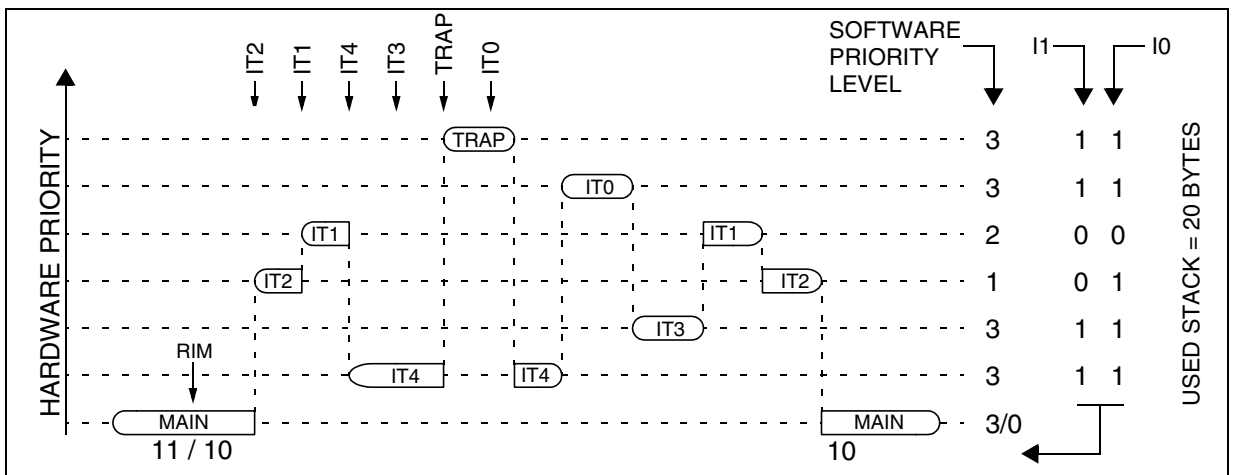 SOFTWARE
PRIORITY
LEVEL
I1
I0
IT2
IT1
IT4
IT3
TRAP
IT0
HARDWARE PRIORITY
USED STACK = 20 BYTES
TRAP
3 1 1
IT0
3 1 1
IT1
IT1
2 0 0
IT2
IT2
1 0 1
IT3
3 1 1
RIM
IT4
IT4
3 1 1
MAIN
MAIN
3/0
11 / 10
10